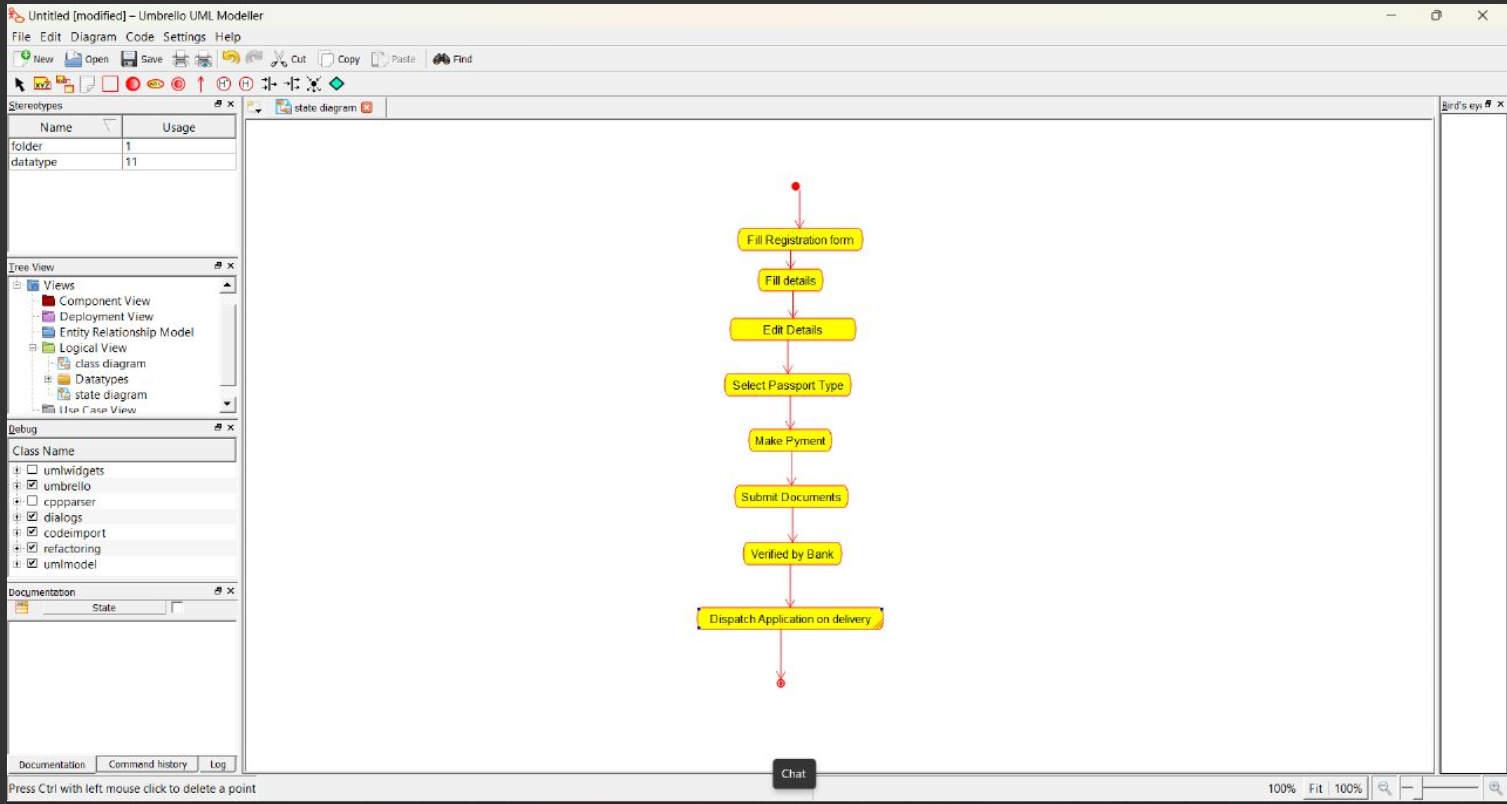 Untitled [modified] – Umbrello UML Modeller
File Edit Diagram Code Settings Help
New Open Save Cut Copy Paste Find
Stereotypes
Name Usage
folder 1
datatype 11
Tree View
Views
Component View
Deployment View
Entity Relationship Model
Logical View
class diagram
Datatypes
state diagram
Use Case View
Debug
Class Name
umlwidgets
umbrello
cppparser
dialogs
codeimport
refactoring
umlmodel
Documentation
State
Documentation Command history Log
Press Ctrl with left mouse click to delete a point
state diagram
Fill Registration form
Fill details
Edit Details
Select Passport Type
Make Pyment
Submit Documents
Verified by Bank
Dispatch Application on delivery
Chat
Bird's eye
100% Fit 100%